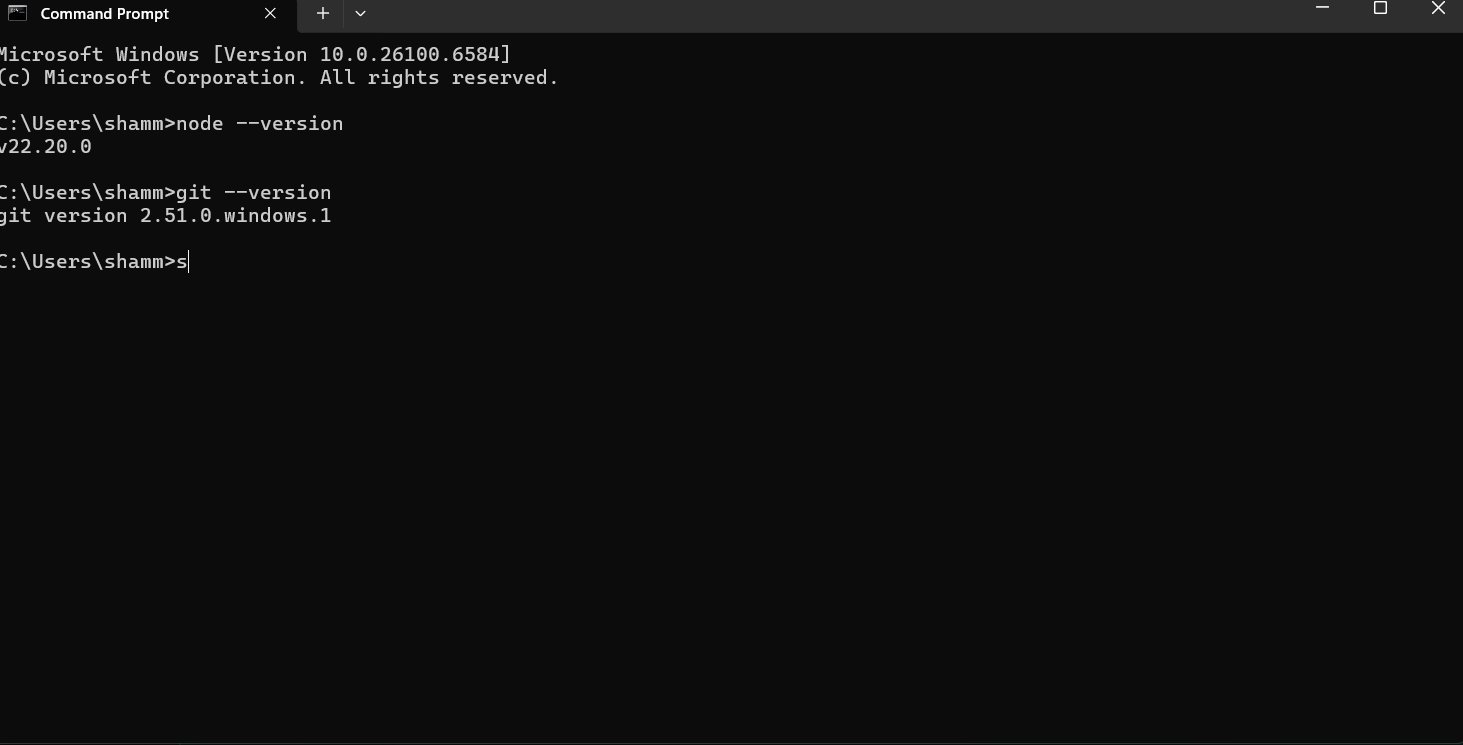 Command Prompt
Microsoft Windows [Version 10.0.26100.6584]
(c) Microsoft Corporation. All rights reserved.
C:\Users\shamm>node --version
v22.20.0
C:\Users\shamm>git --version
git version 2.51.0.windows.1
C:\Users\shamm>s